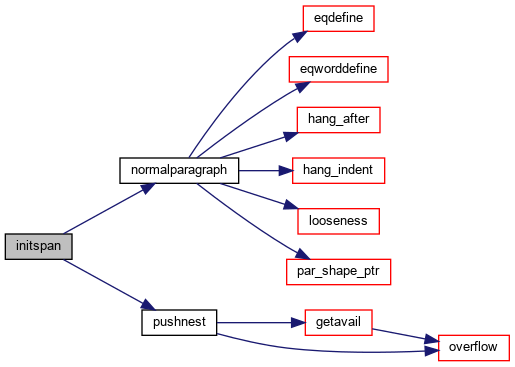 eqdefine
eqworddefine
hang_after
normalparagraph
hang_indent
looseness
initspan
par_shape_ptr
pushnest
getavail
overflow